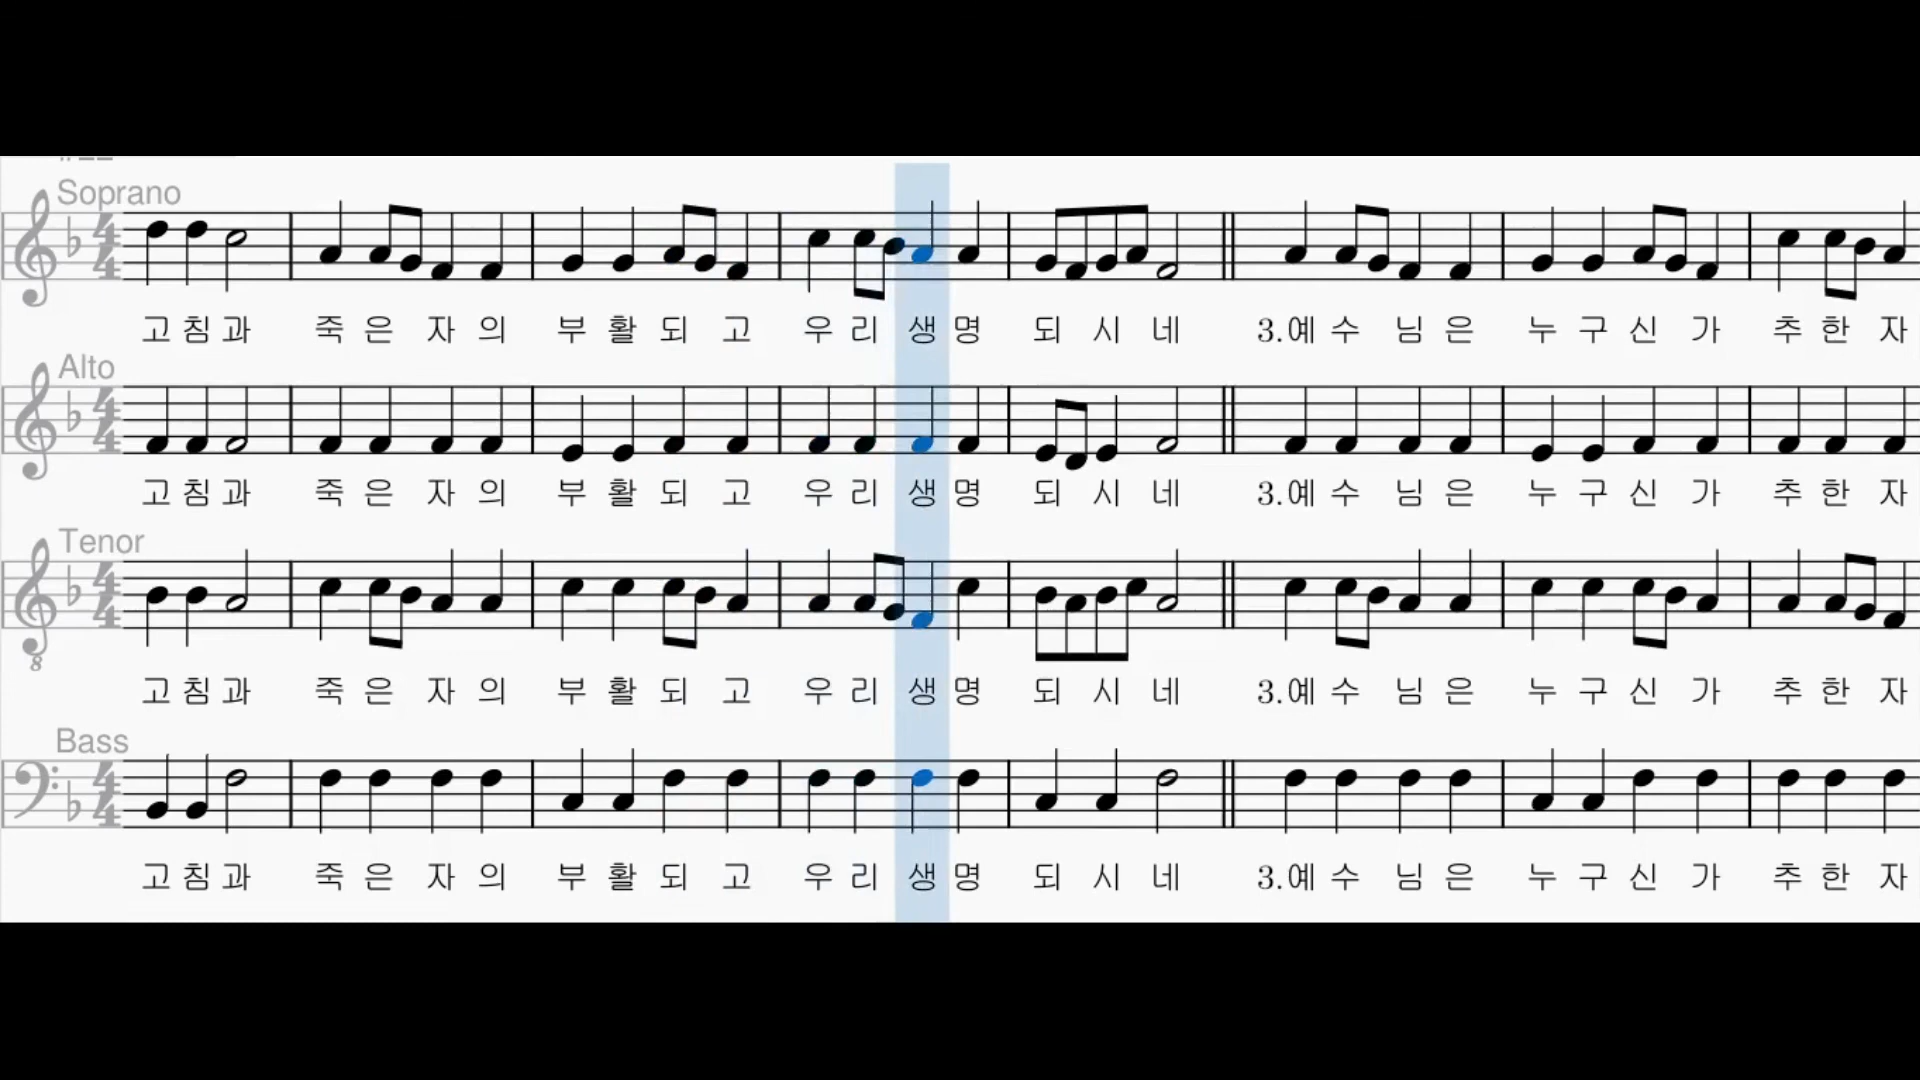 Soprano
고 침 과 죽 은 자 의 부 활 되 고 우 리 생 명 되 시 네 3.예 수 님 은 누 구 신 가 추 한 자
Alto
고 침 과 죽 은 자 의 부 활 되 고 우 리 생 명 되 시 네 3.예 수 님 은 누 구 신 가 추 한 자
Tenor
8
고 침 과 죽 은 자 의 부 활 되 고 우 리 생 명 되 시 네 3.예 수 님 은 누 구 신 가 추 한 자
Bass
고 침 과 죽 은 자 의 부 활 되 고 우 리 생 명 되 시 네 3.예 수 님 은 누 구 신 가 추 한 자